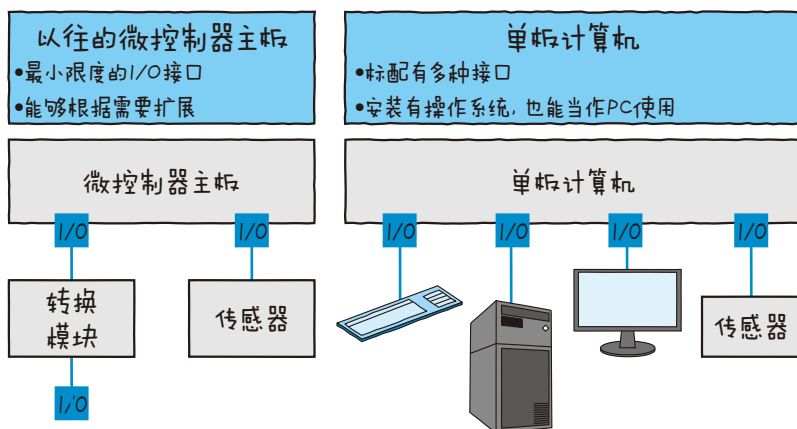 以往的微控制器主板
•最小限度的I/O接口
•能够根据需要扩展
单板计算机
•标配有多种接口
•安装有操作系统, 也能当作PC使用
微控制器主板
I/O
I/O
转换
模块
传感器
I/O
单板计算机
I/O
I/O
I/O
I/O
传感器